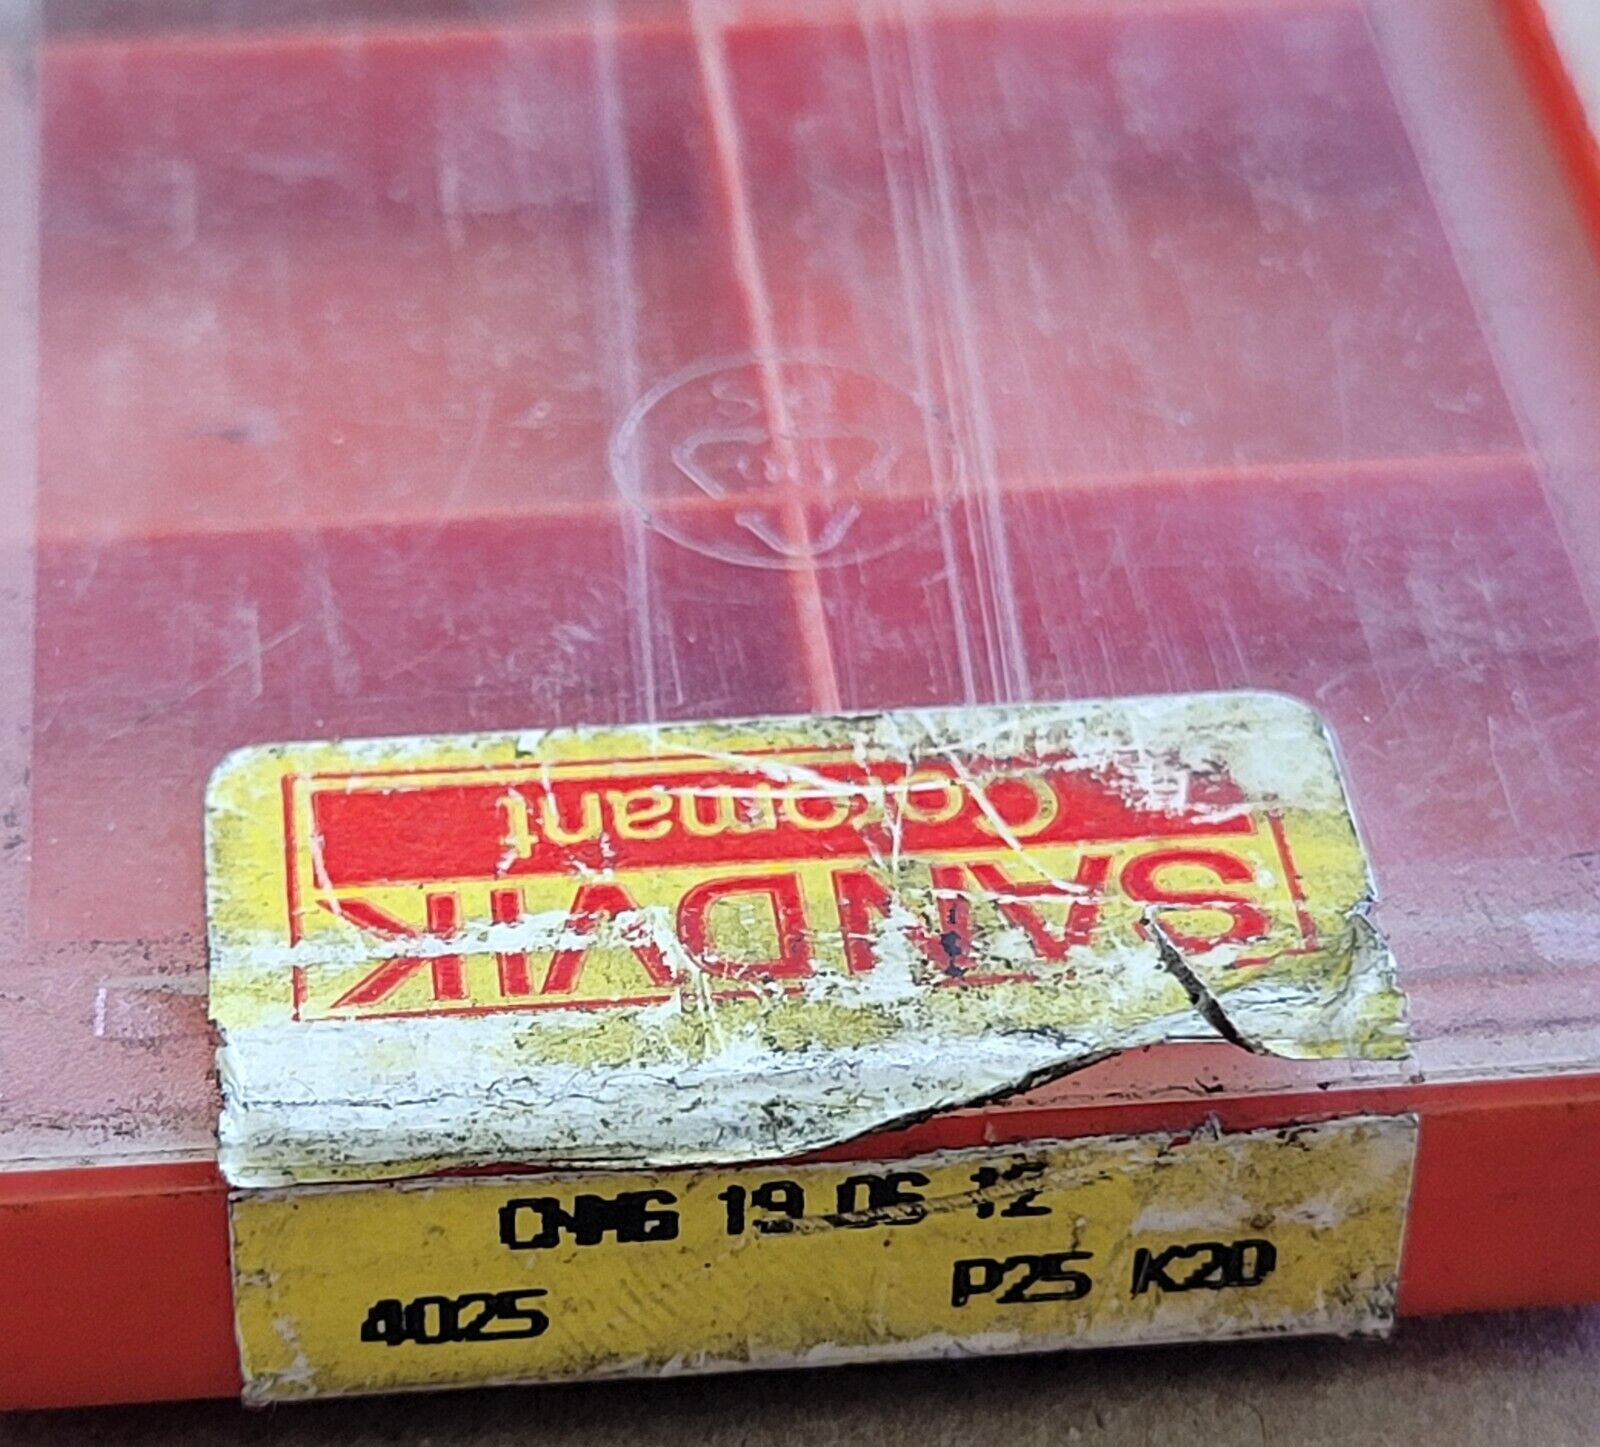 SANDVIK
Coromant
CNMG 19 06 12
4025 P25 K20